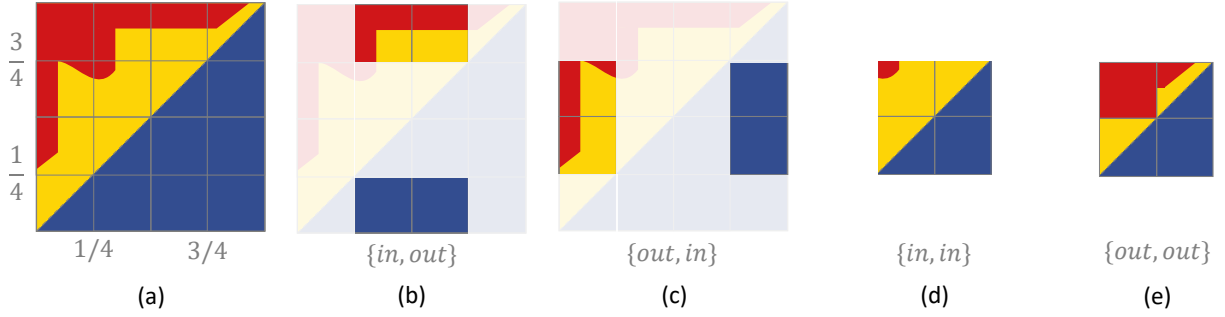 3
4
1
4
1/4 3/4
{in, out}
{out, in}
{in, in}
{out, out}
(a)
(b)
(c)
(d)
(e)